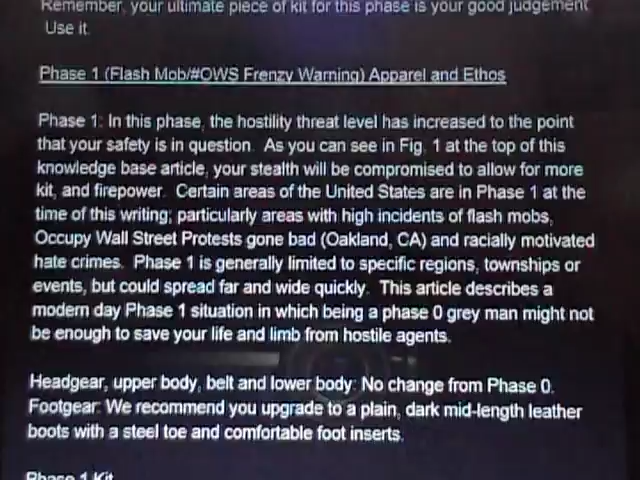 Remember, your ultimate piece of kit for this phase is your good judgement.
Use it.
Phase 1 (Flash Mob/#OWS Frenzy Warning) Apparel and Ethos
Phase 1: In this phase, the hostility threat level has increased to the point
that your safety is in question. As you can see in Fig. 1 at the top of this
knowledge base article, your stealth will be compromised to allow for more
kit, and firepower. Certain areas of the United States are in Phase 1 at the
time of this writing; particularly areas with high incidents of flash mobs,
Occupy Wall Street Protests gone bad (Oakland, CA) and racially motivated
hate crimes. Phase 1 is generally limited to specific regions, townships or
events, but could spread far and wide quickly. This article describes a
modern day Phase 1 situation in which being a phase 0 grey man might not
be enough to save your life and limb from hostile agents.
Headgear, upper body, belt and lower body: No change from Phase 0.
Footgear: We recommend you upgrade to a plain, dark mid-length leather
boots with a steel toe and comfortable foot inserts.
Phase 1 Kit